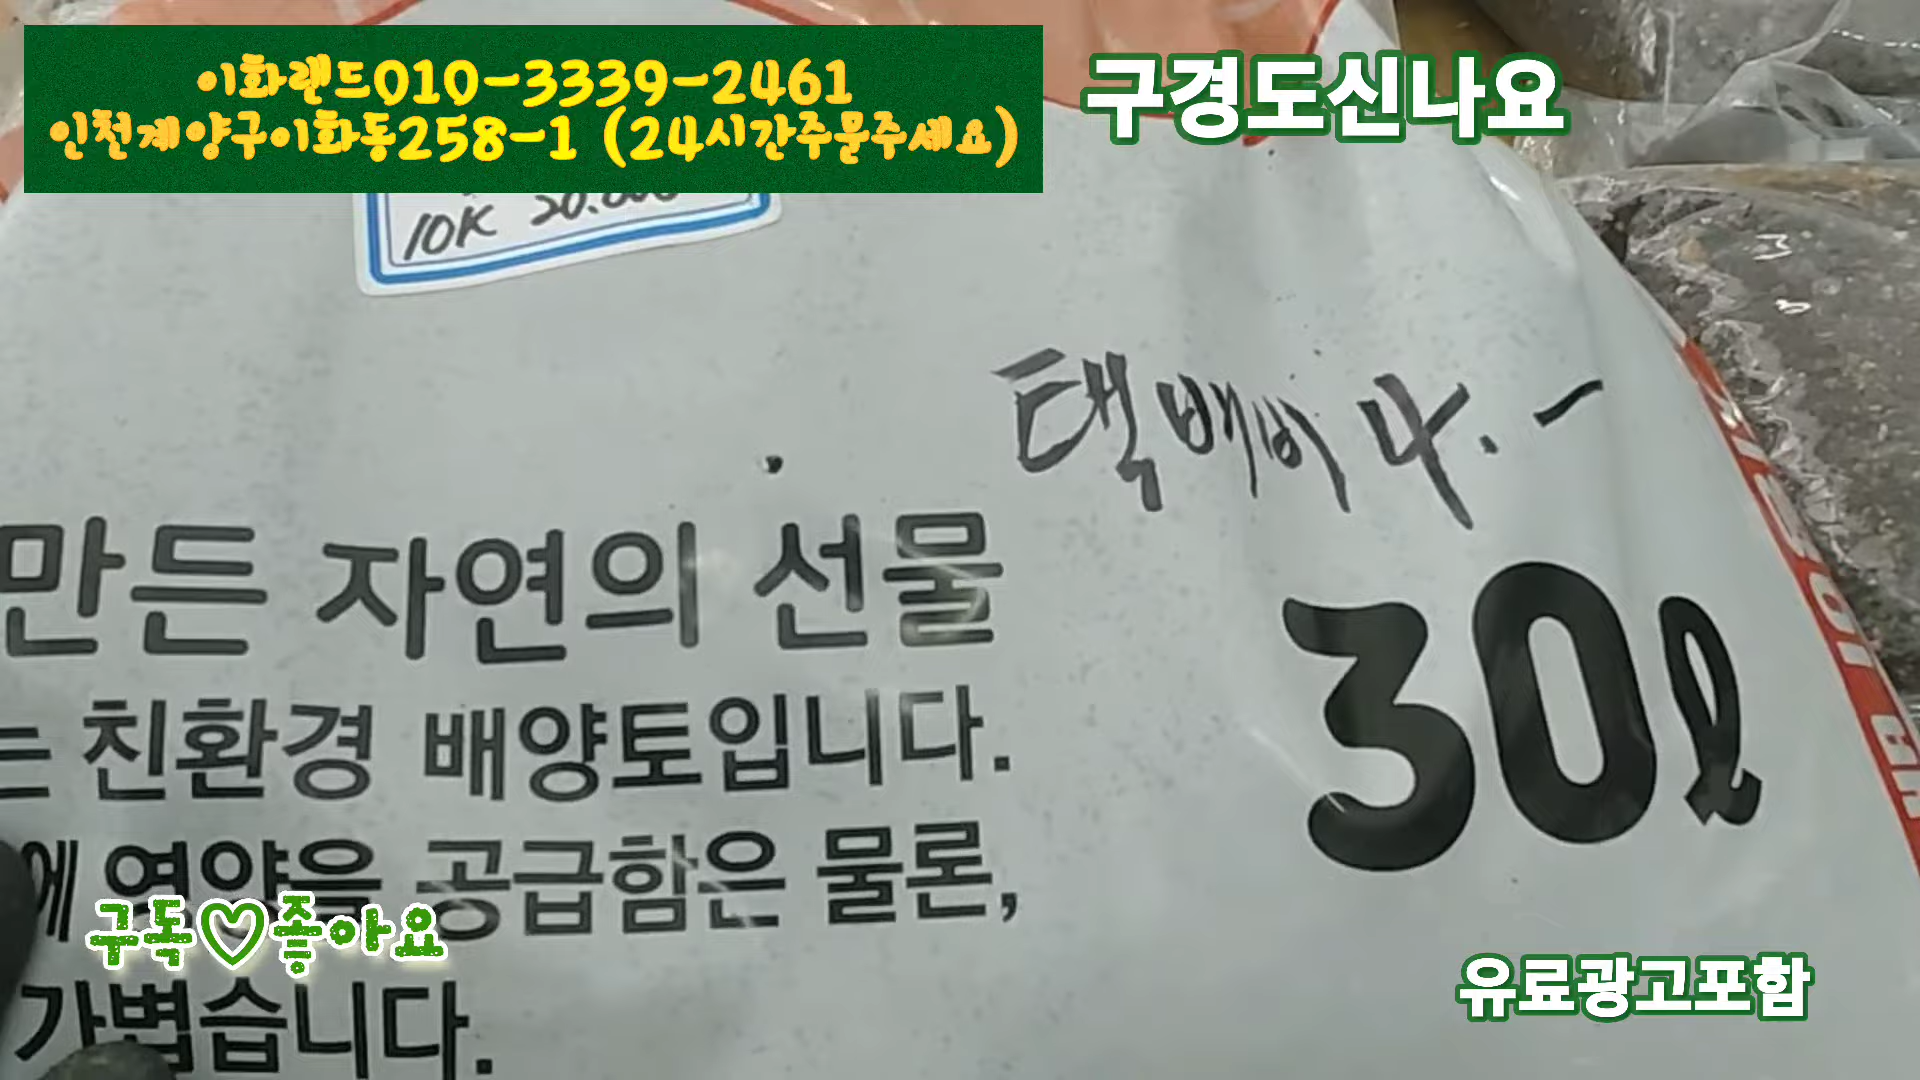 이화랜드010-3339-2461
인천계양구이화동258-1 (24시간주문주세요)
구경도신나요
10K 20.000
택배비 4.-
만든 자연의 선물
30ℓ
는 친환경 배양토입니다.
에 영양을 공급함은 물론,
구독♡좋아요
가볍습니다.
유료광고포함